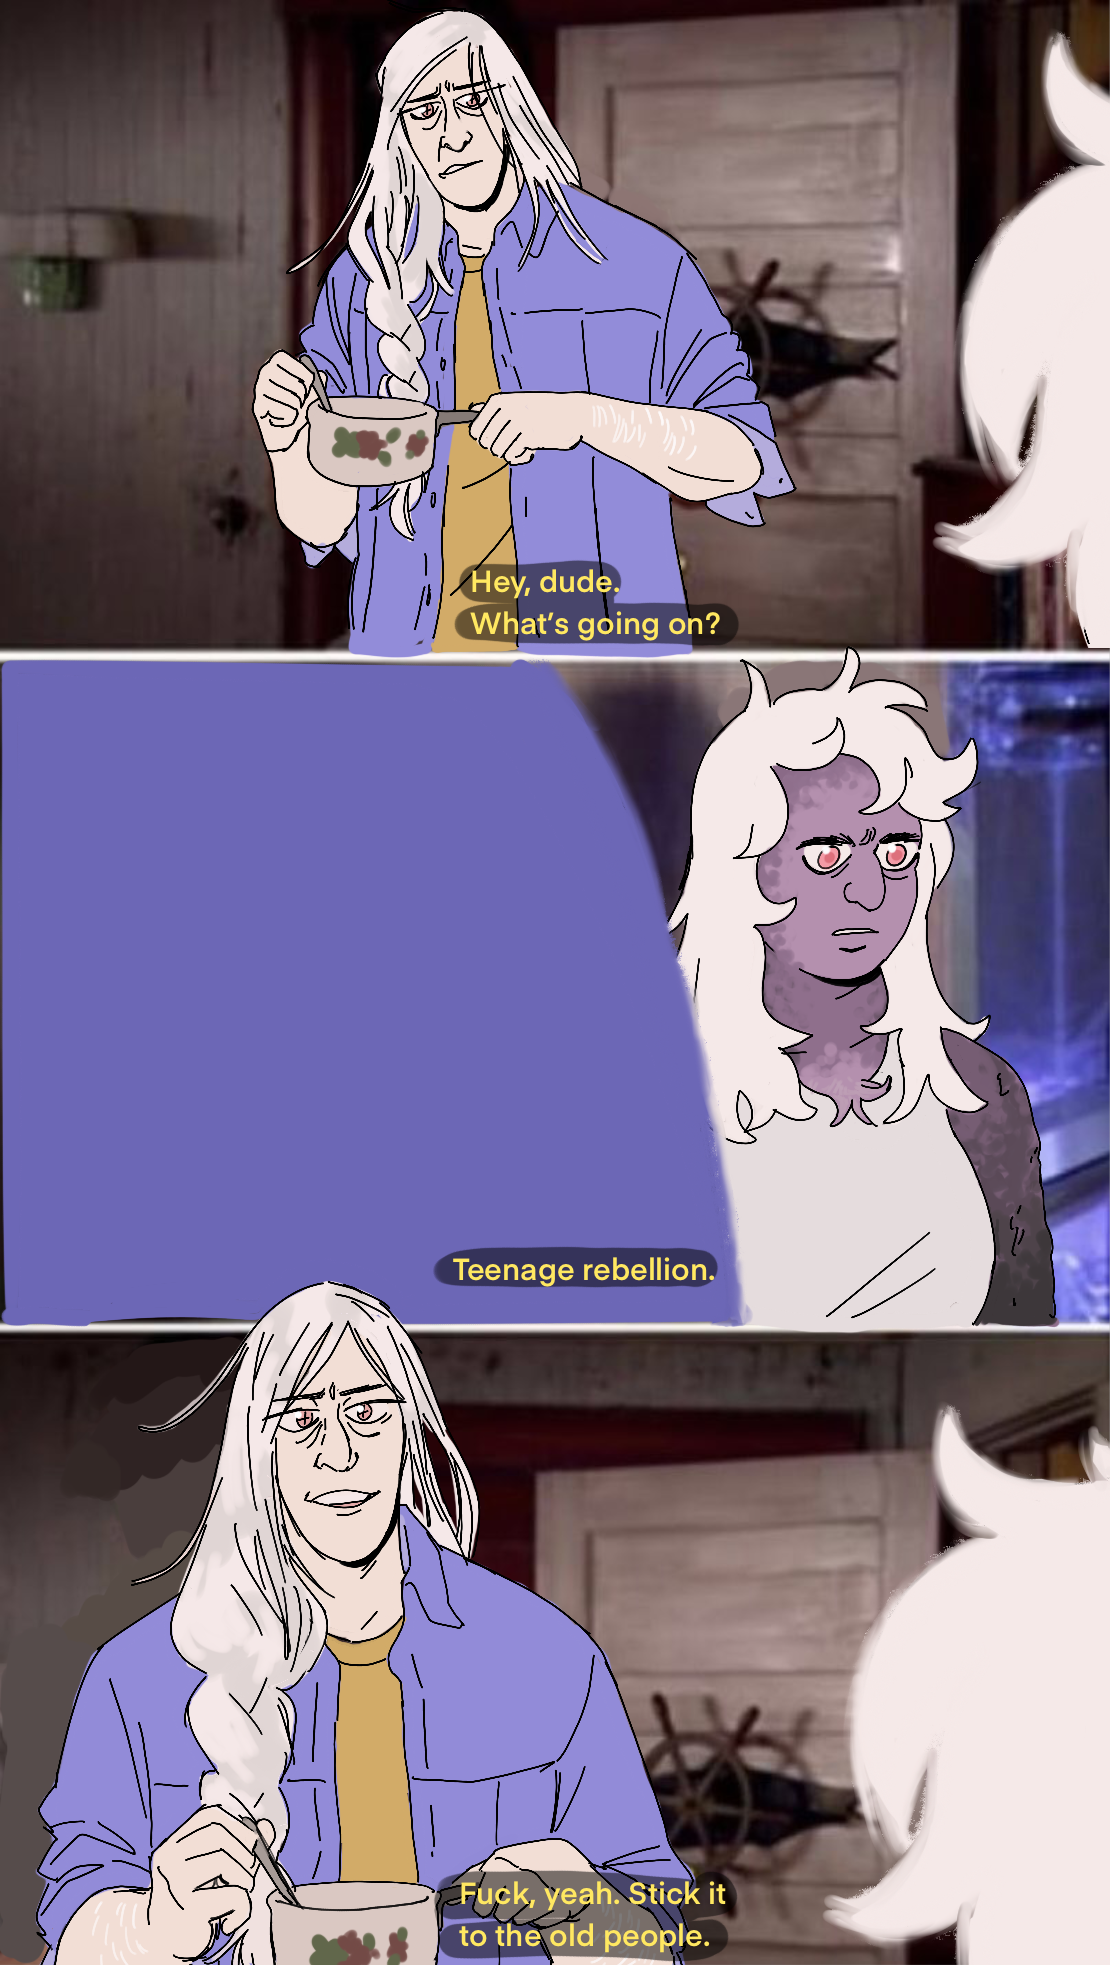 Hey, dude.
What's going on?
Teenage rebellion.
Fuck, yeah. Stick it
to the old people.